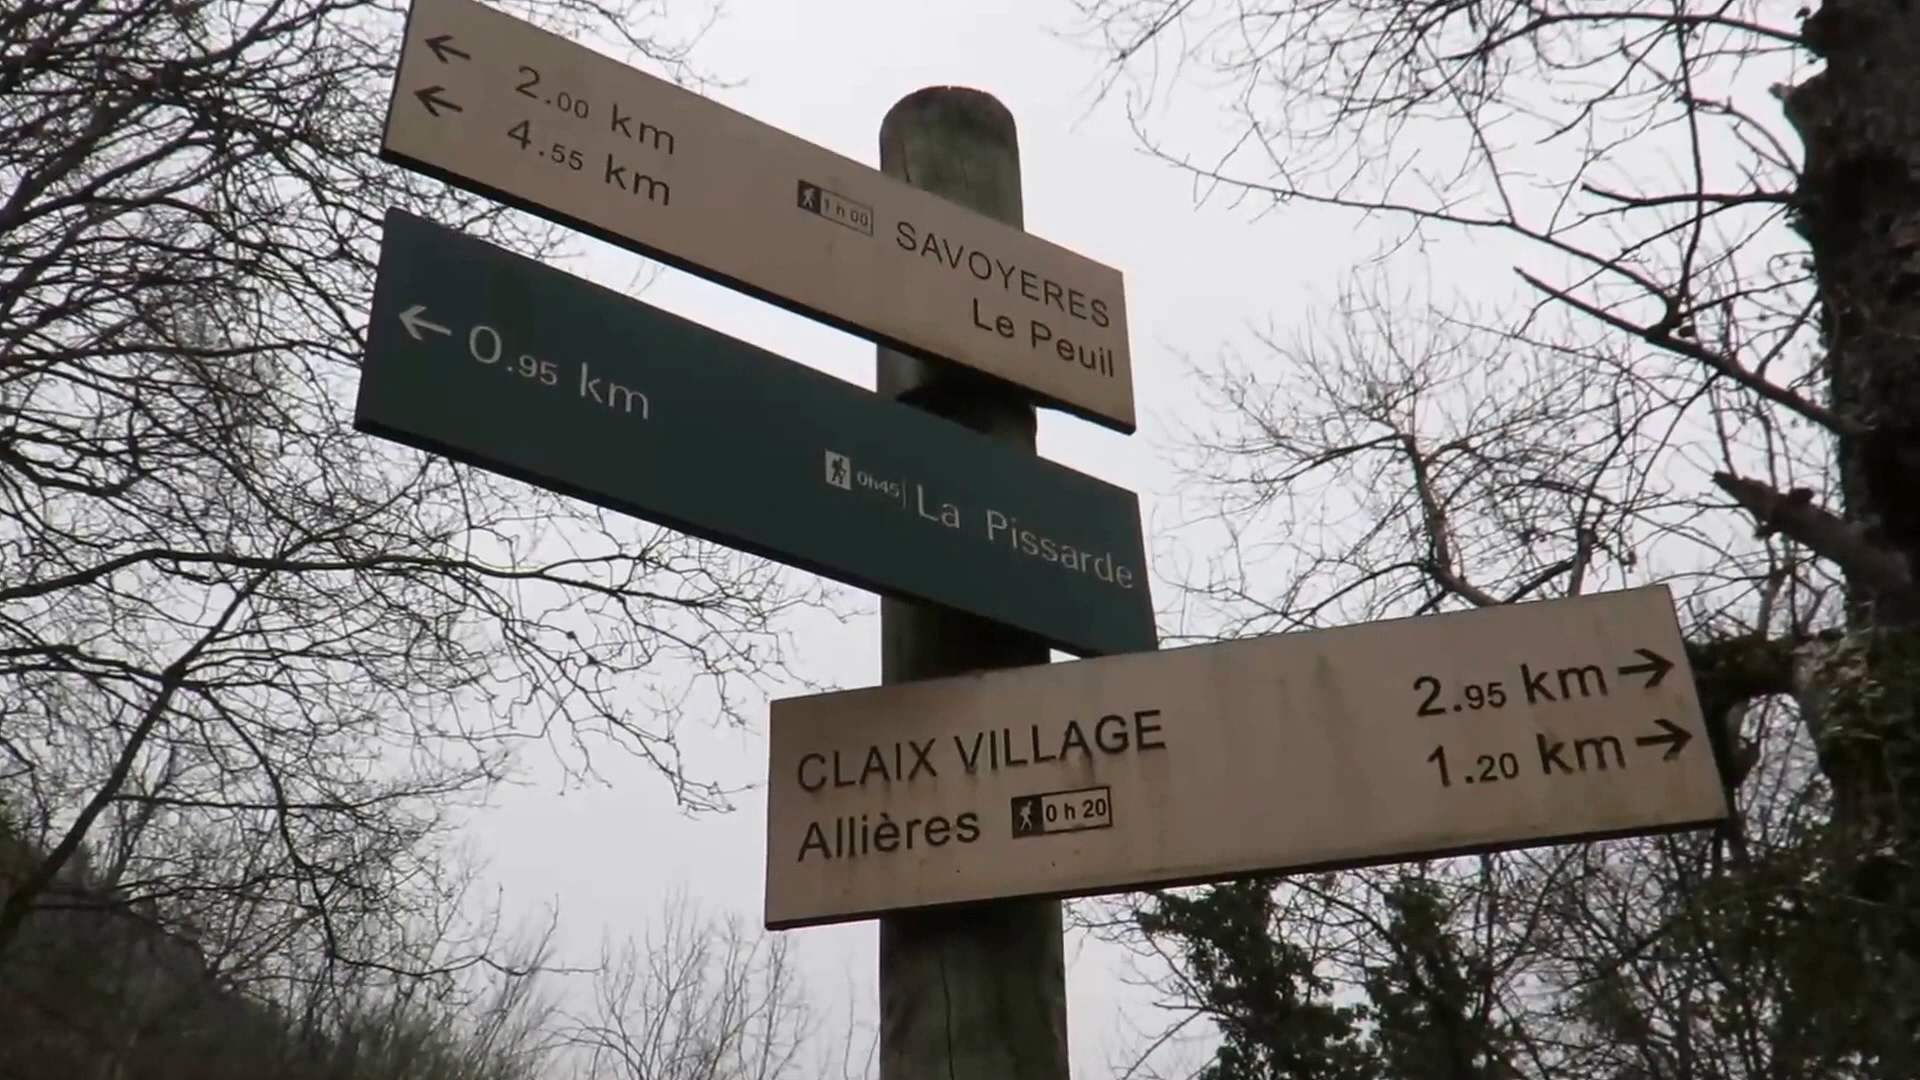 ← 2.00 km 1 h 00 SAVOYERES
← 4.55 km Le Peuil
← 0.95 km 0h45 La Pissarde
CLAIX VILLAGE 2.95 km →
Allières 0 h 20 1.20 km →